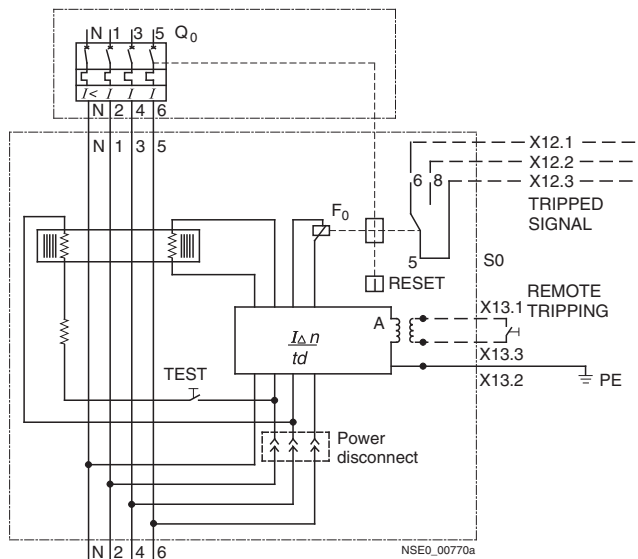 N 1 3 5 Q0
I< I I I
N 2 4 6
N 1 3 5
X12.1
X12.2
X12.3
6 8
TRIPPED
SIGNAL
F0
5
S0
RESET
REMOTE
TRIPPING
X13.1
A
IΔn
td
X13.3
X13.2
PE
TEST
Power
disconnect
N 2 4 6
NSE0_00770a